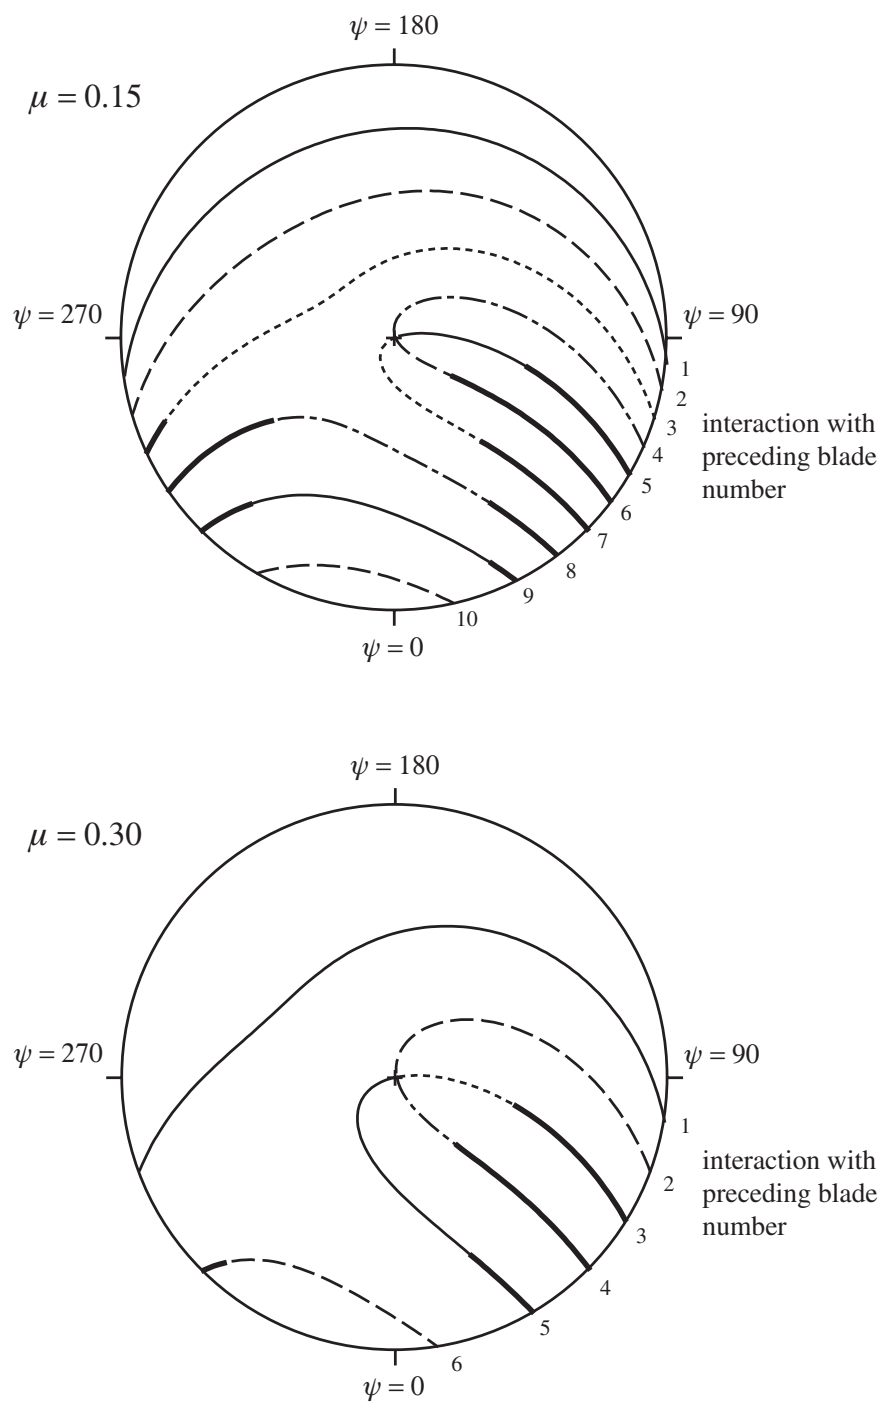 ψ = 180
μ = 0.15
ψ = 270
ψ = 90
1
2
3
interaction with
4
preceding blade
5
number
6
7
8
9
10
ψ = 0
ψ = 180
μ = 0.30
ψ = 270
ψ = 90
1
interaction with
2
preceding blade
3
number
4
5
6
ψ = 0